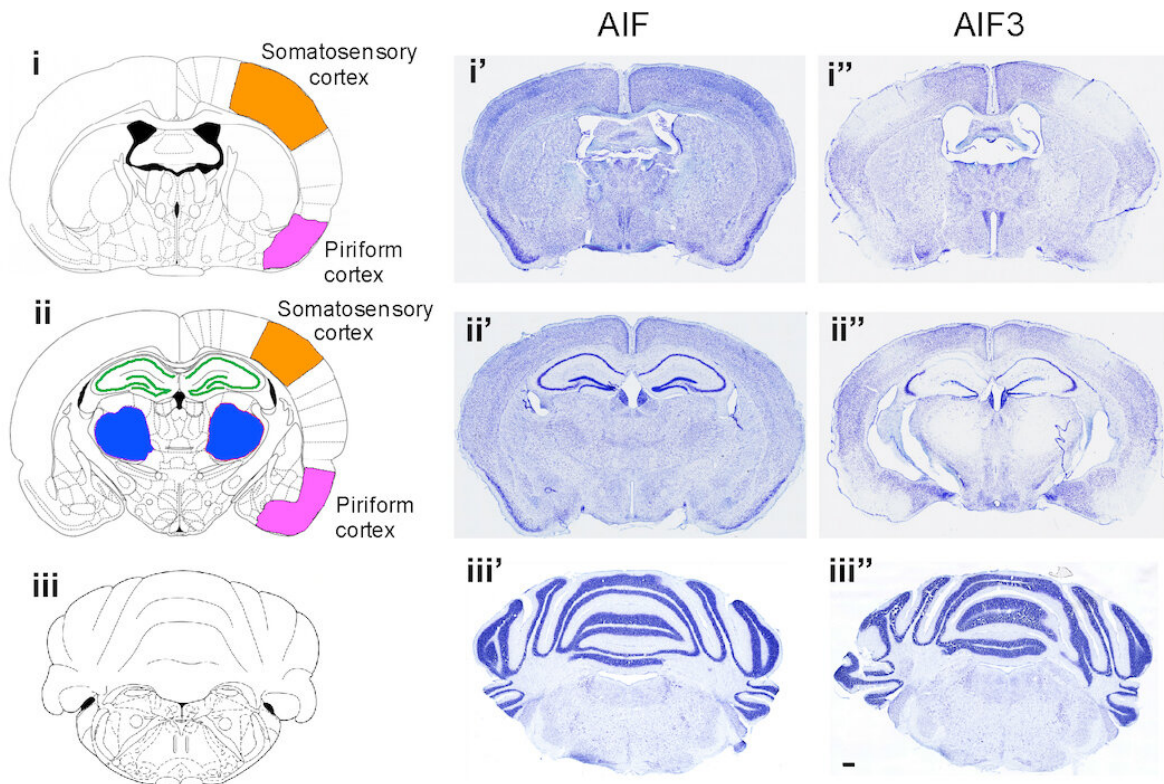 AIF
AIF3
i
Somatosensory
cortex
Piriform
cortex
i’
i”
ii
Somatosensory
cortex
Piriform
cortex
ii’
ii”
iii
iii’
iii”